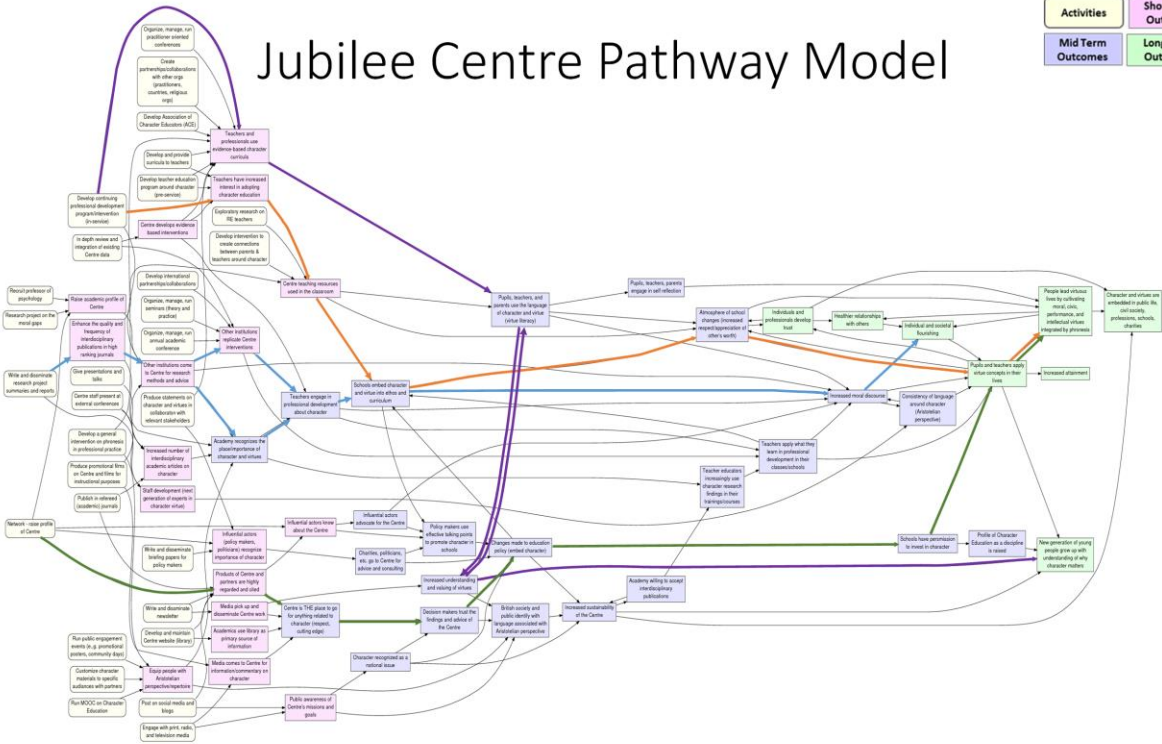 Jubilee Centre Pathway Model
Activities
Sho
Ou
Mid Term
Outcomes
Long
Out
Organize, manage, run
practitioner oriented
conferences
Create
partnerships/collaborations
with other orgs
(practitioners,
countries, religious
orgs)
Develop Association of
Character Educators (ACE)
Teachers and
professionals use
evidence-based character
curricula
Develop and provide
curricula to teachers
Develop teacher education
program around character
(pre-service)
Teachers have increased
interest in adopting
character education
Develop continuing
professional development
program/intervention
(in-service)
Exploratory research on
RE teachers
Centre develops evidence
based interventions
In depth review and
integration of existing
Centre data
Develop intervention to
create connections
between parents &
teachers around character
Develop international
partnerships/collaborations
Centre teaching resources
used in the classroom
Recruit professor of
psychology
Raise academic profile of
Centre
Research project on the
moral gaps
Organize, manage, run
seminars (theory and
practice)
Enhance the quality and
frequency of
interdisciplinary
publications in high
ranking journals
Organize, manage, run
annual academic
conference
Other institutions
replicate Centre
interventions
Other institutions come
to Centre for research
methods and advice
Write and disseminate
research project
summaries and reports
Give presentations and
talks
Centre staff present at
external conferences
Produce statements on
character and virtues in
collaboration with
relevant stakeholders
Develop a general
intervention on phronesis
in professional practice
Academy recognizes the
place/importance of
character and virtues
Teachers engage in
professional development
about character
Schools embed character
and virtue into ethos and
curriculum
Increased number of
interdisciplinary
academic articles on
character
Produce promotional films
on Centre and films for
instructional purposes
Staff development (next
generation of experts in
character virtue)
Publish in refereed
(academic) journals
Network - raise profile
of Centre
Influential actors
(policy makers,
politicians) recognize
importance of character
Influential actors know
about the Centre
Influential actors
advocate for the Centre
Write and disseminate
briefing papers for
policy makers
Charities, politicians,
etc. go to Centre for
advice and consulting
Policy makers use
effective talking points
to promote character in
schools
Changes made to education
policy (embed character)
Products of Centre and
partners are highly
regarded and cited
Increased understanding
and valuing of virtues
Write and disseminate
newsletter
Media pick up and
disseminate Centre work
Centre is THE place to go
for anything related to
character (respect,
cutting edge)
Decision makers trust the
findings and advice of
the Centre
British society and
public identify with
language associated with
Aristotelian perspective
Increased sustainability
of the Centre
Academy willing to accept
interdisciplinary
publications
Develop and maintain
Centre website (library)
Academics use library as
primary source of
information
Run public engagement
events (e.g. promotional
posters, community days)
Character recognized as a
national issue
Customize character
materials to specific
audiences with partners
Equip people with
Aristotelian
perspective/repertoire
Media comes to Centre for
information/commentary on
character
Run MOOC on Character
Education
Post on social media and
blogs
Public awareness of
Centre's missions and
goals
Engage with print, radio,
and television media
Pupils, teachers, and
parents use the language
of character and virtue
(virtue literacy)
Pupils, teachers, parents
engage in self reflection
Atmosphere of school
changes (increased
respect/appreciation of
other's worth)
Individuals and
professionals develop
trust
Healthier relationships
with others
Individual and societal
flourishing
People lead virtuous
lives by cultivating
moral, civic,
performance, and
intellectual virtues
integrated by phronesis
Character and virtues are
embedded in public life,
civil society,
professions, schools,
charities
Pupils and teachers apply
virtue concepts in their
lives
Increased attainment
Increased moral discourse
Consistency of language
around character
(Aristotelian
perspective)
Teachers apply what they
learn in professional
development in their
classes/schools
Teacher educators
increasingly use
character research
findings in their
trainings/courses
Schools have permission
to invest in character
Profile of Character
Education as a discipline
is raised
New generation of young
people grow up with
understanding of why
character matters